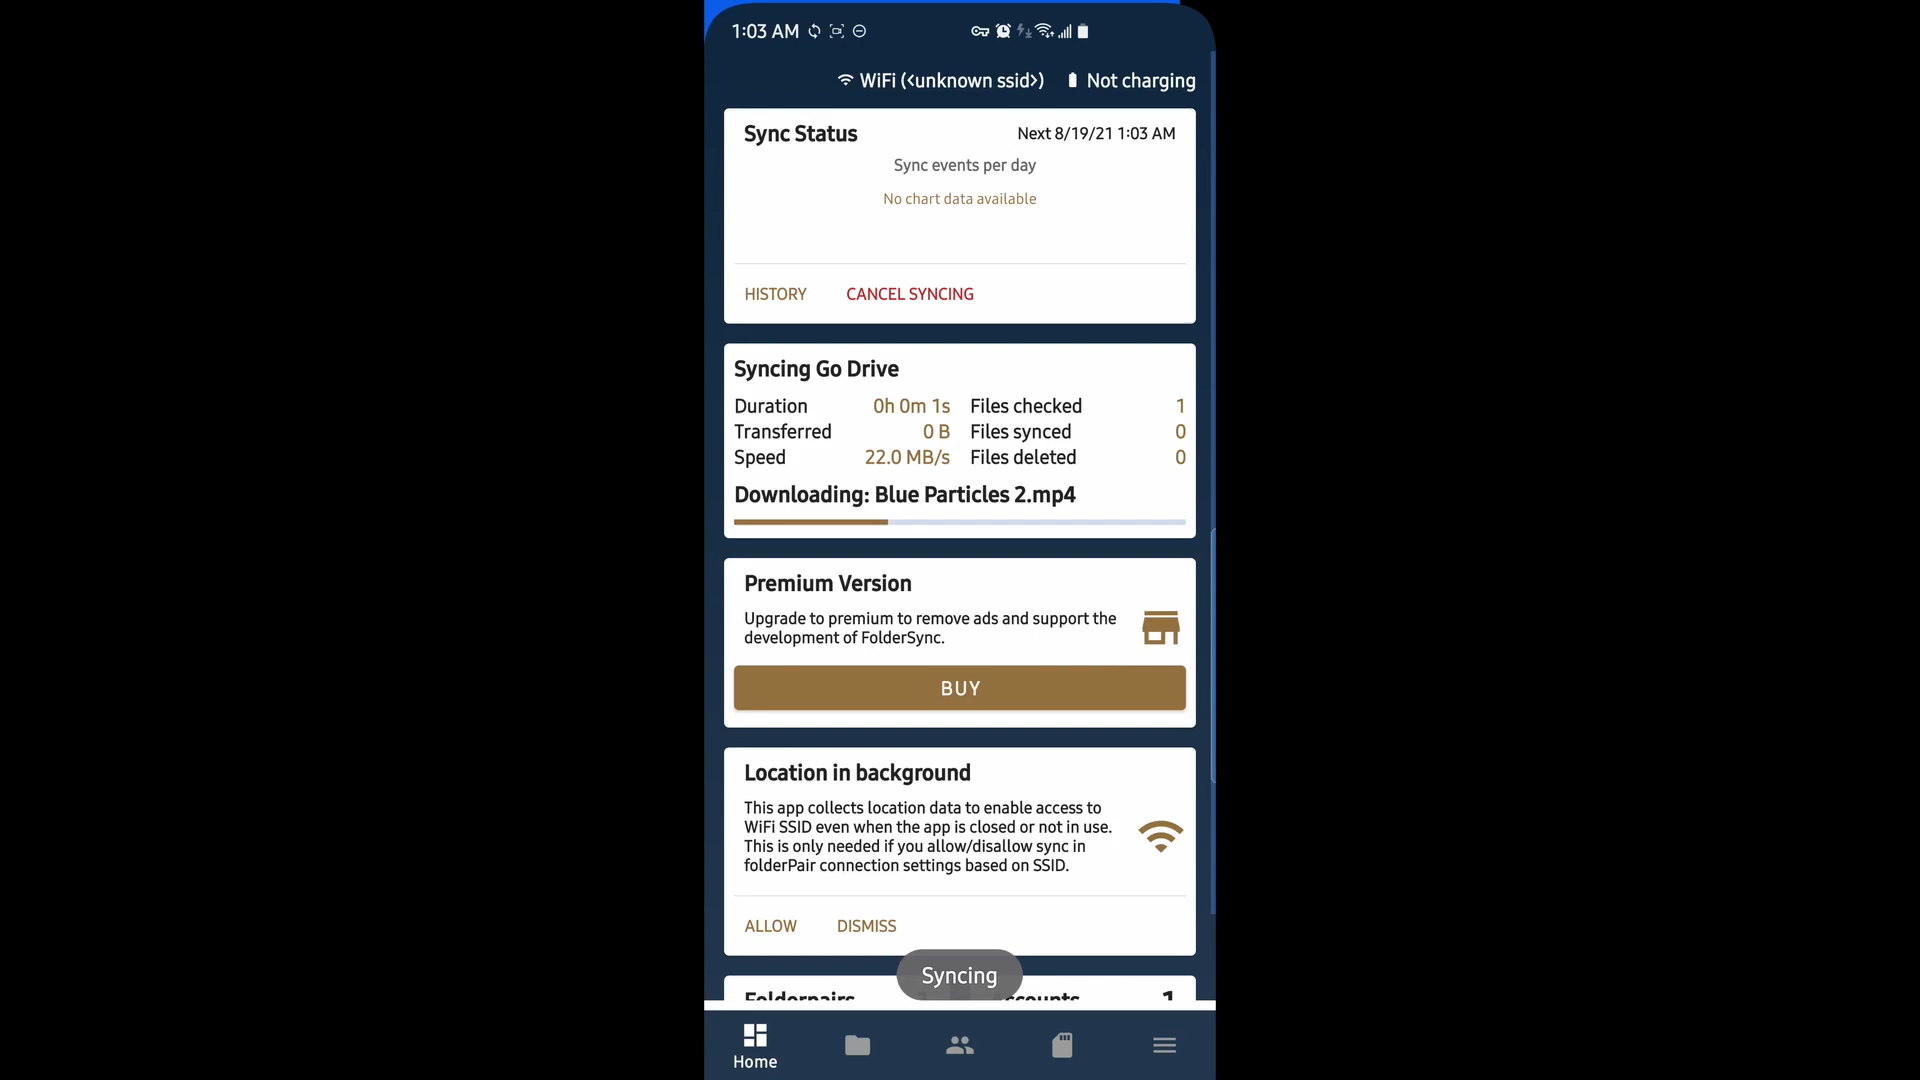 1:03 AM
WiFi (<unknown ssid>) Not charging
Sync Status Next 8/19/21 1:03 AM
Sync events per day
No chart data available
HISTORY CANCEL SYNCING
Syncing Go Drive
Duration 0h 0m 1s Files checked 1
Transferred 0 B Files synced 0
Speed 22.0 MB/s Files deleted 0
Downloading: Blue Particles 2.mp4
Premium Version
Upgrade to premium to remove ads and support the
development of FolderSync.
BUY
Location in background
This app collects location data to enable access to
WiFi SSID even when the app is closed or not in use.
This is only needed if you allow/disallow sync in
folderPair connection settings based on SSID.
ALLOW DISMISS
Syncing
Folderpairs 1
Home